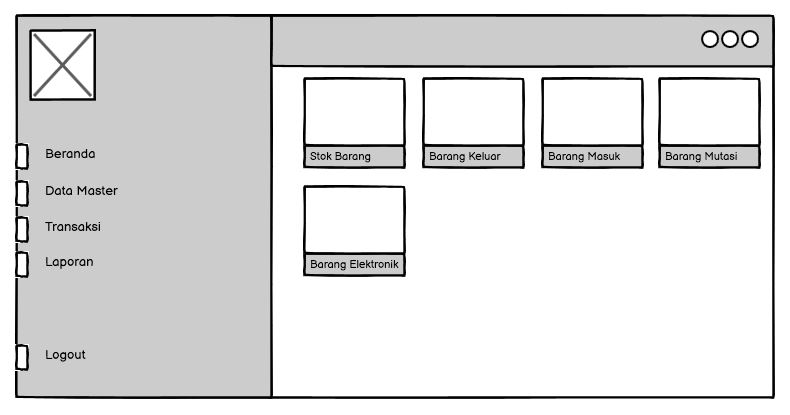 Beranda
Data Master
Transaksi
Laporan
Logout
Stok Barang
Barang Keluar
Barang Masuk
Barang Mutasi
Barang Elektronik